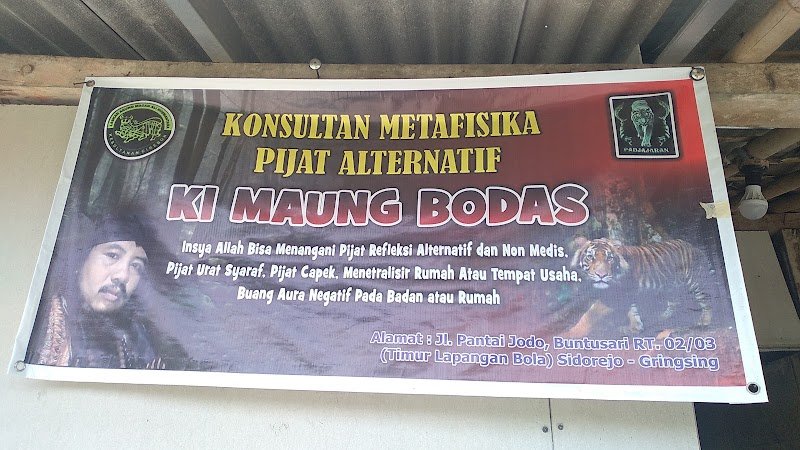 KONSULTAN METAFISIKA
PIJAT ALTERNATIF
PADJAJARAN
KI MAUNG BODAS
Insya Allah Bisa Menangani Pijat Refleksi Alternatif dan Non Medis.
Pijat Urat Syaraf, Pijat Capek, Menetralisir Rumah Atau Tempat Usaha,
Buang Aura Negatif Pada Badan atau Rumah
Alamat : Jl. Pantai Jodo, Buntusari RT. 02/03
(Timur Lapangan Bola) Sidorejo - Gringsing